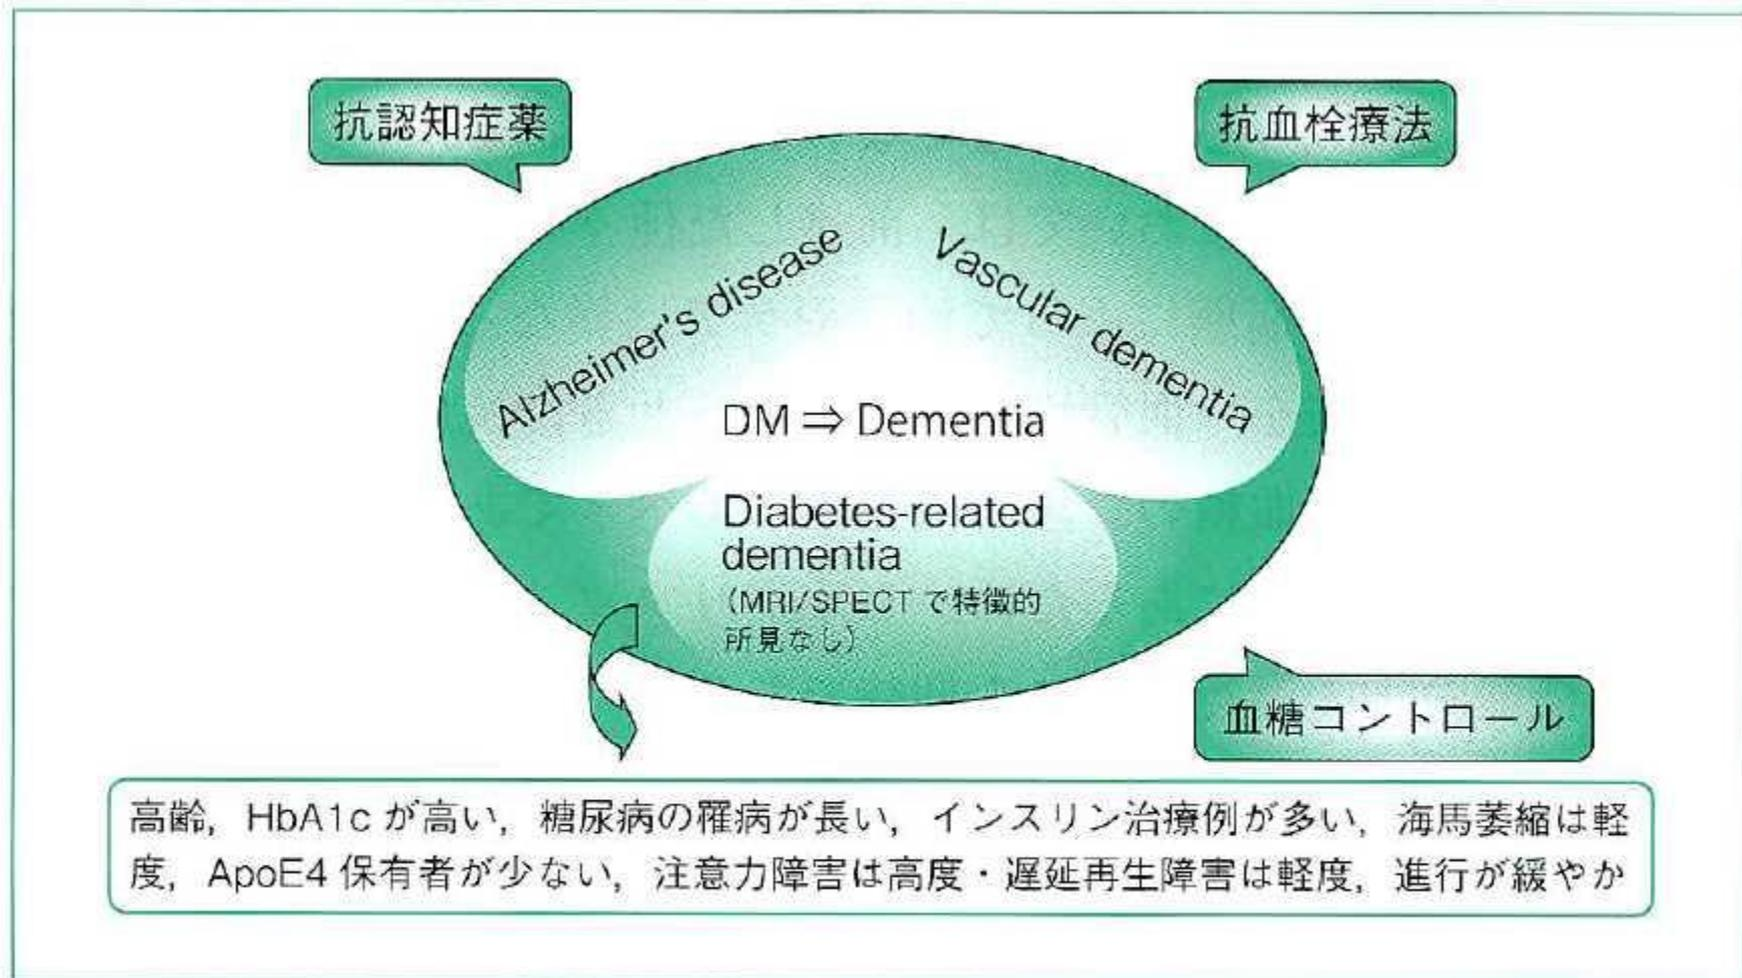 抗認知症薬
抗血栓療法
Alzheimer's disease
Vascular dementia
DM ⇒ Dementia
Diabetes-related
dementia
（MRI/SPECT で特徴的
所見なし）
血糖コントロール
高齢，HbA1c が高い，糖尿病の罹病が長い，インスリン治療例が多い，海馬萎縮は軽
度，ApoE4 保有者が少ない，注意力障害は高度・遅延再生障害は軽度，進行が緩やか